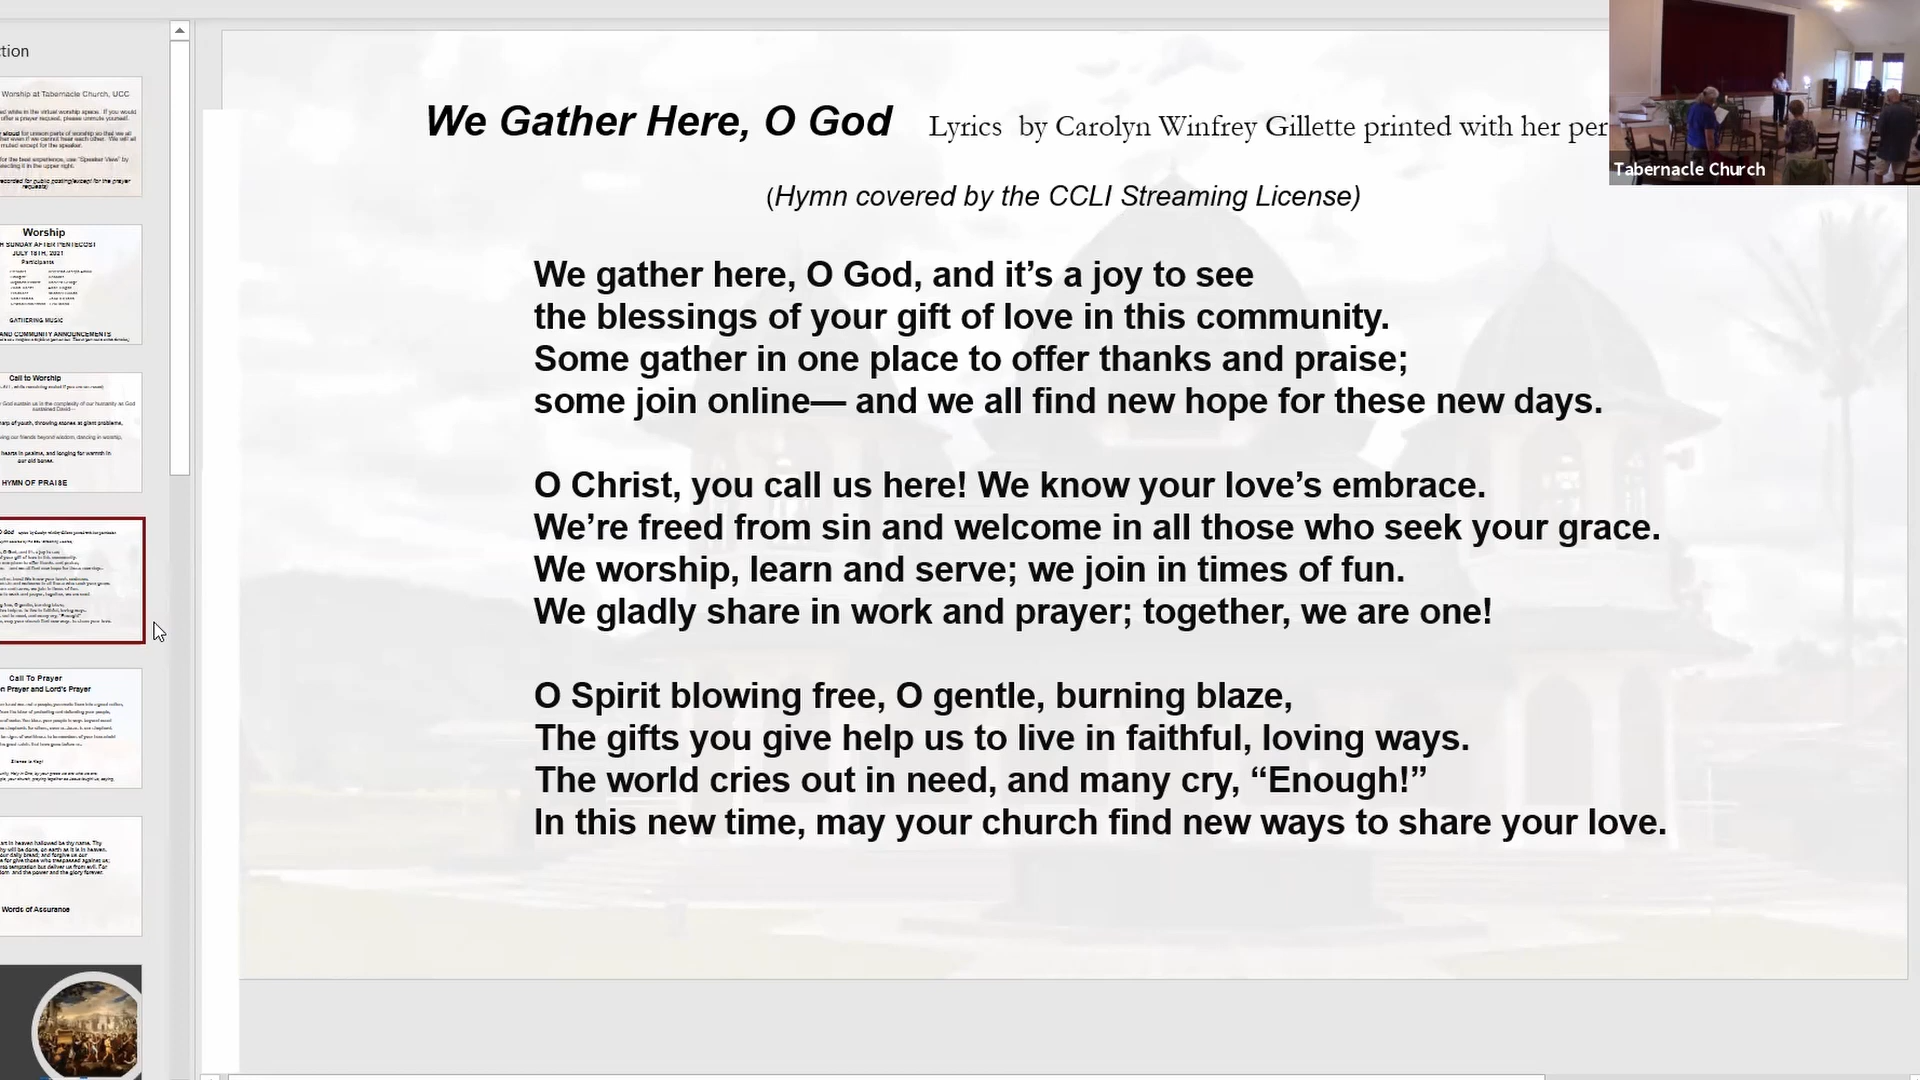 ction
Worship at Tabernacle Church, UCC
Worship
JULY 18TH, 2021
Participants
GATHERING MUSIC
AND COMMUNITY ANNOUNCEMENTS
Call to Worship
HYMN OF PRAISE
Call To Prayer
n Prayer and Lord's Prayer
Words of Assurance
We Gather Here, O God Lyrics by Carolyn Winfrey Gillette printed with her per
(Hymn covered by the CCLI Streaming License)
We gather here, O God, and it’s a joy to see
the blessings of your gift of love in this community.
Some gather in one place to offer thanks and praise;
some join online— and we all find new hope for these new days.
O Christ, you call us here! We know your love’s embrace.
We’re freed from sin and welcome in all those who seek your grace.
We worship, learn and serve; we join in times of fun.
We gladly share in work and prayer; together, we are one!
O Spirit blowing free, O gentle, burning blaze,
The gifts you give help us to live in faithful, loving ways.
The world cries out in need, and many cry, “Enough!”
In this new time, may your church find new ways to share your love.
Tabernacle Church